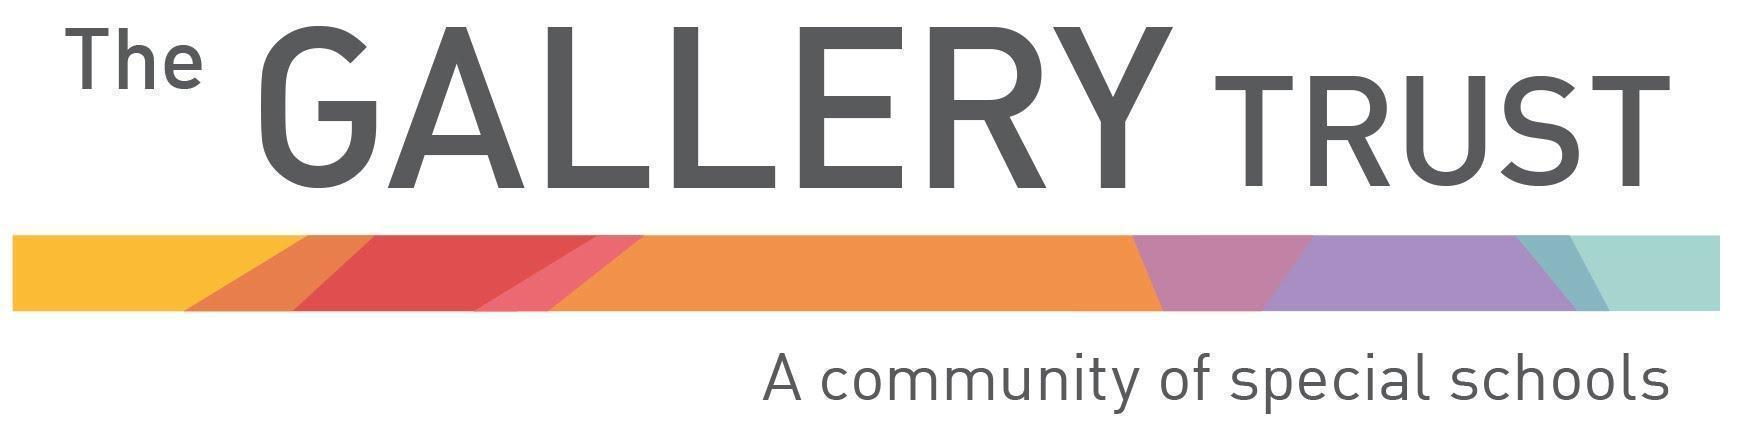 The GALLERY TRUST
A community of special schools